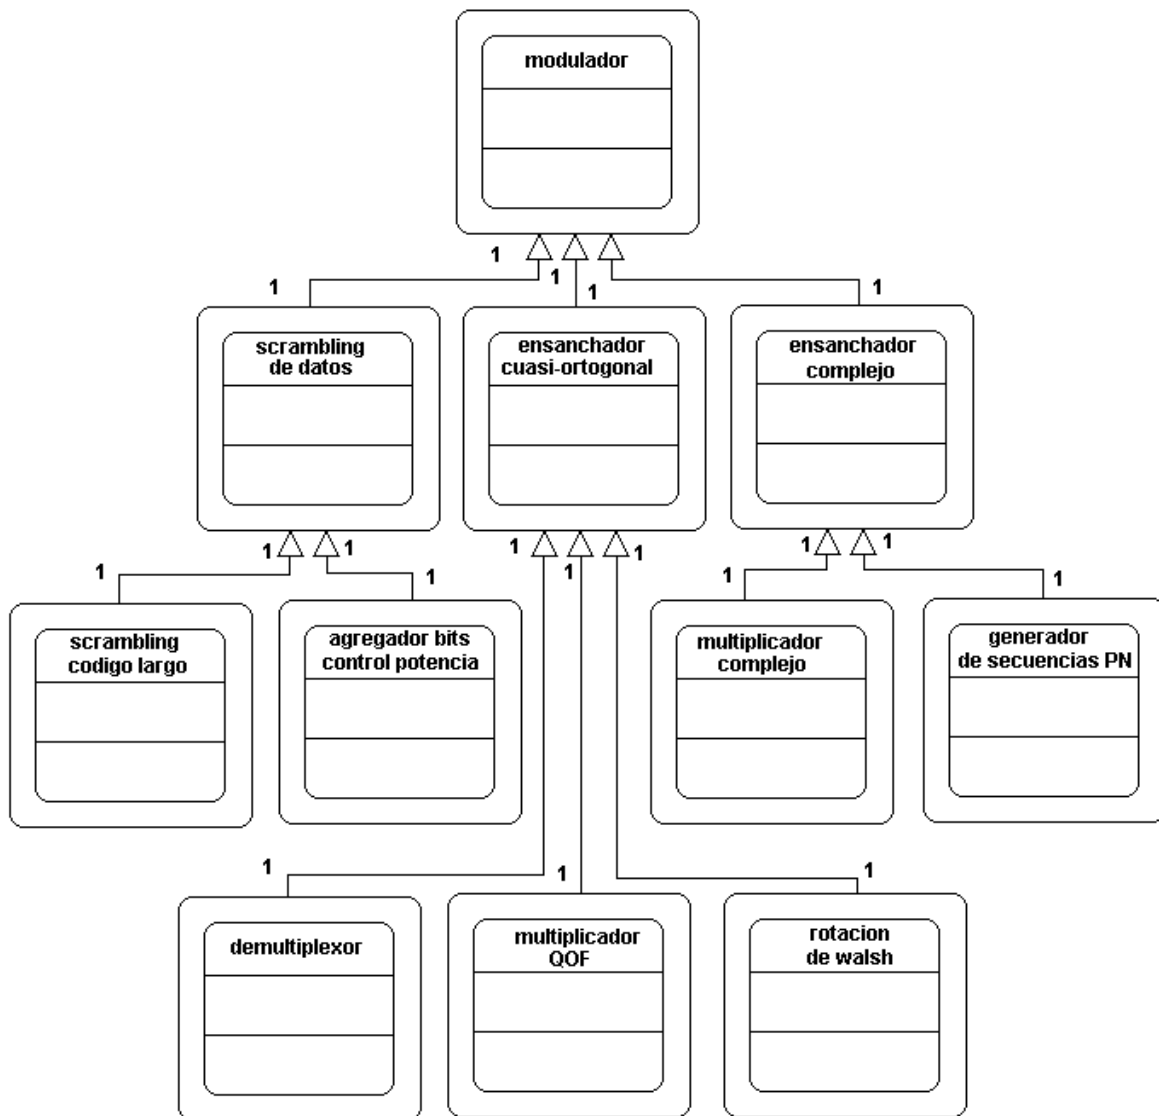 modulador
1
1
1
1
1
scrambling
de datos
ensanchador
cuasi-ortogonal
ensanchador
complejo
1
1
1
1
1
1
1
1
1
1
1
scrambling
codigo largo
agregador bits
control potencia
multiplicador
complejo
generador
de secuencias PN
1
1
1
demultiplexor
multiplicador
QOF
rotacion
de walsh